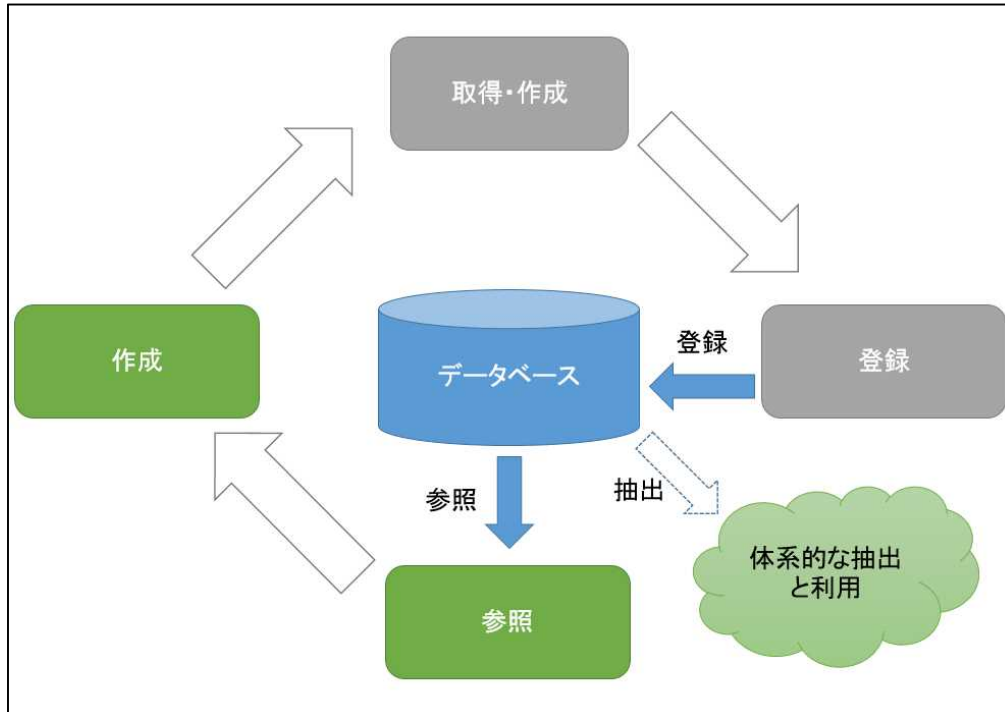 取得・作成
作成
データベース
登録
登録
参照
抽出
体系的な抽出
と利用
参照